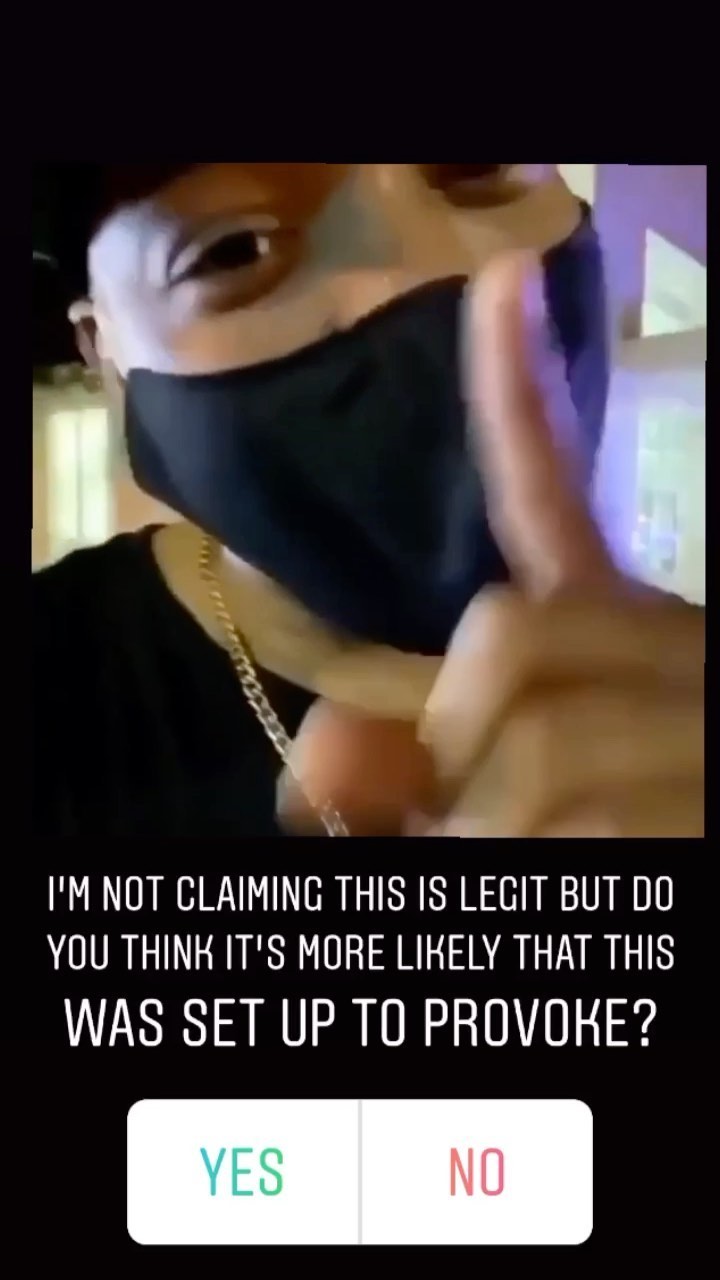 I'M NOT CLAIMING THIS IS LEGIT BUT DO
YOU THINK IT'S MORE LIKELY THAT THIS
WAS SET UP TO PROVOKE?
YES NO